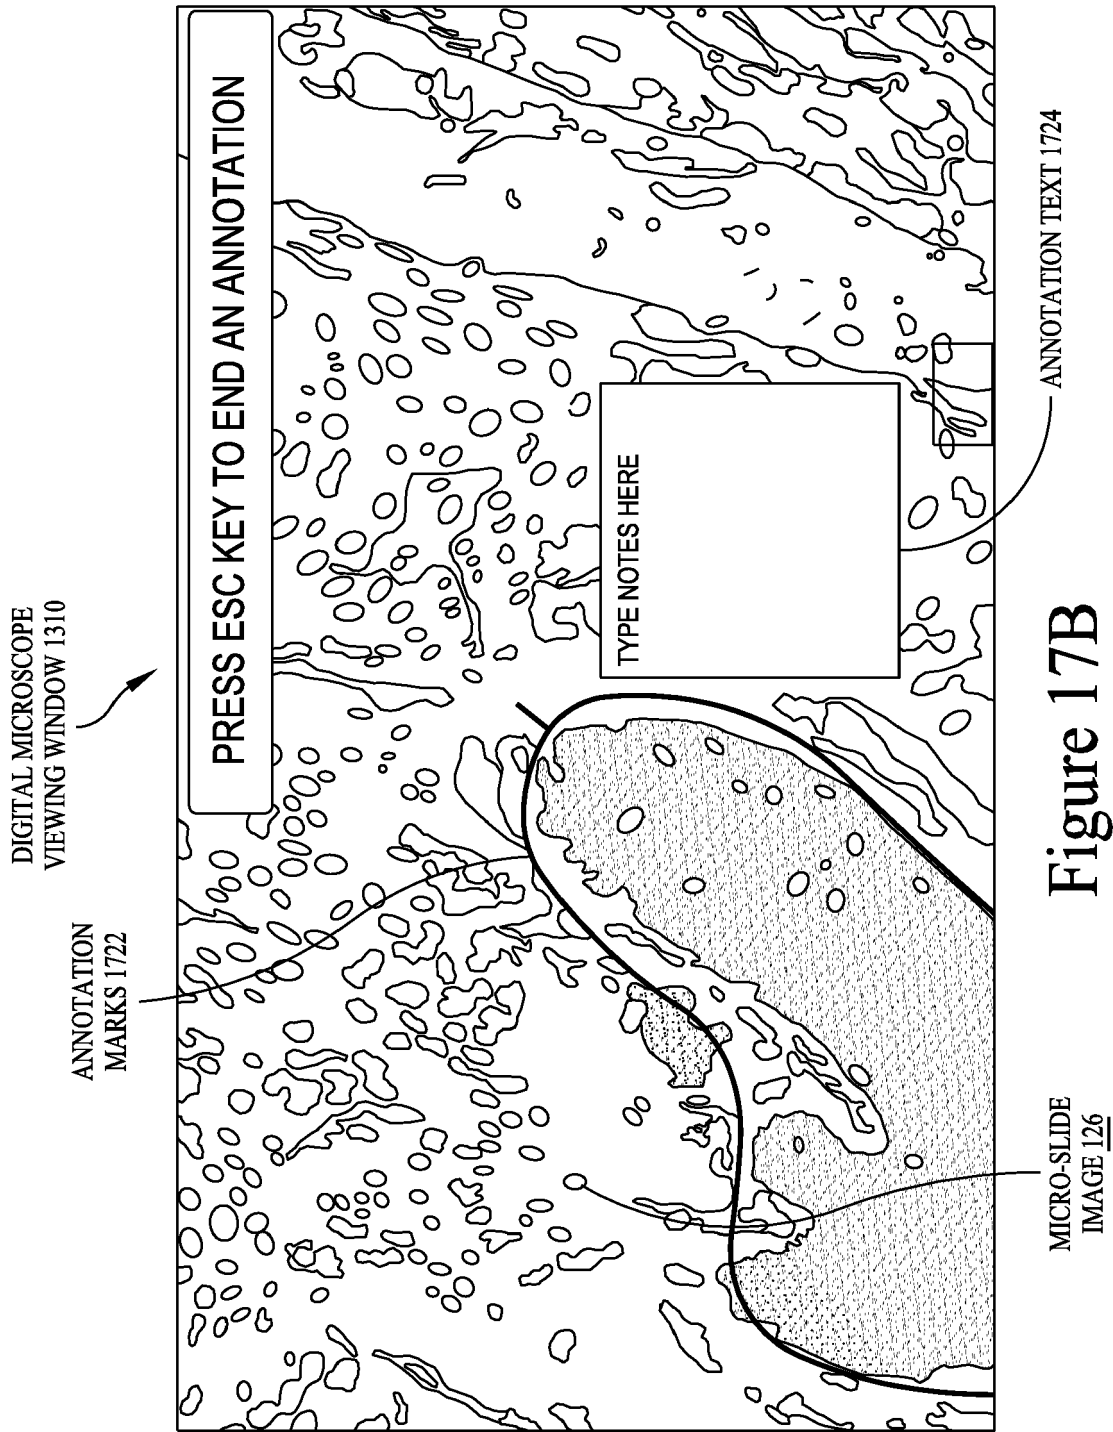 DIGITAL MICROSCOPE
VIEWING WINDOW 1310
ANNOTATION
MARKS 1722
PRESS ESC KEY TO END AN ANNOTATION
TYPE NOTES HERE
MICRO-SLIDE
IMAGE 126
ANNOTATION TEXT 1724
Figure 17B